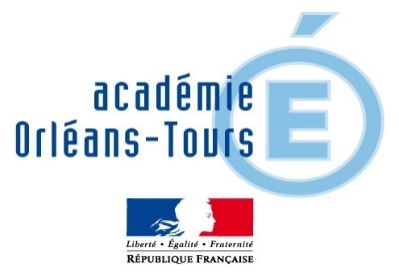 académie
Orléans-Tours
É
Liberté • Égalité • Fraternité
RÉPUBLIQUE FRANÇAISE